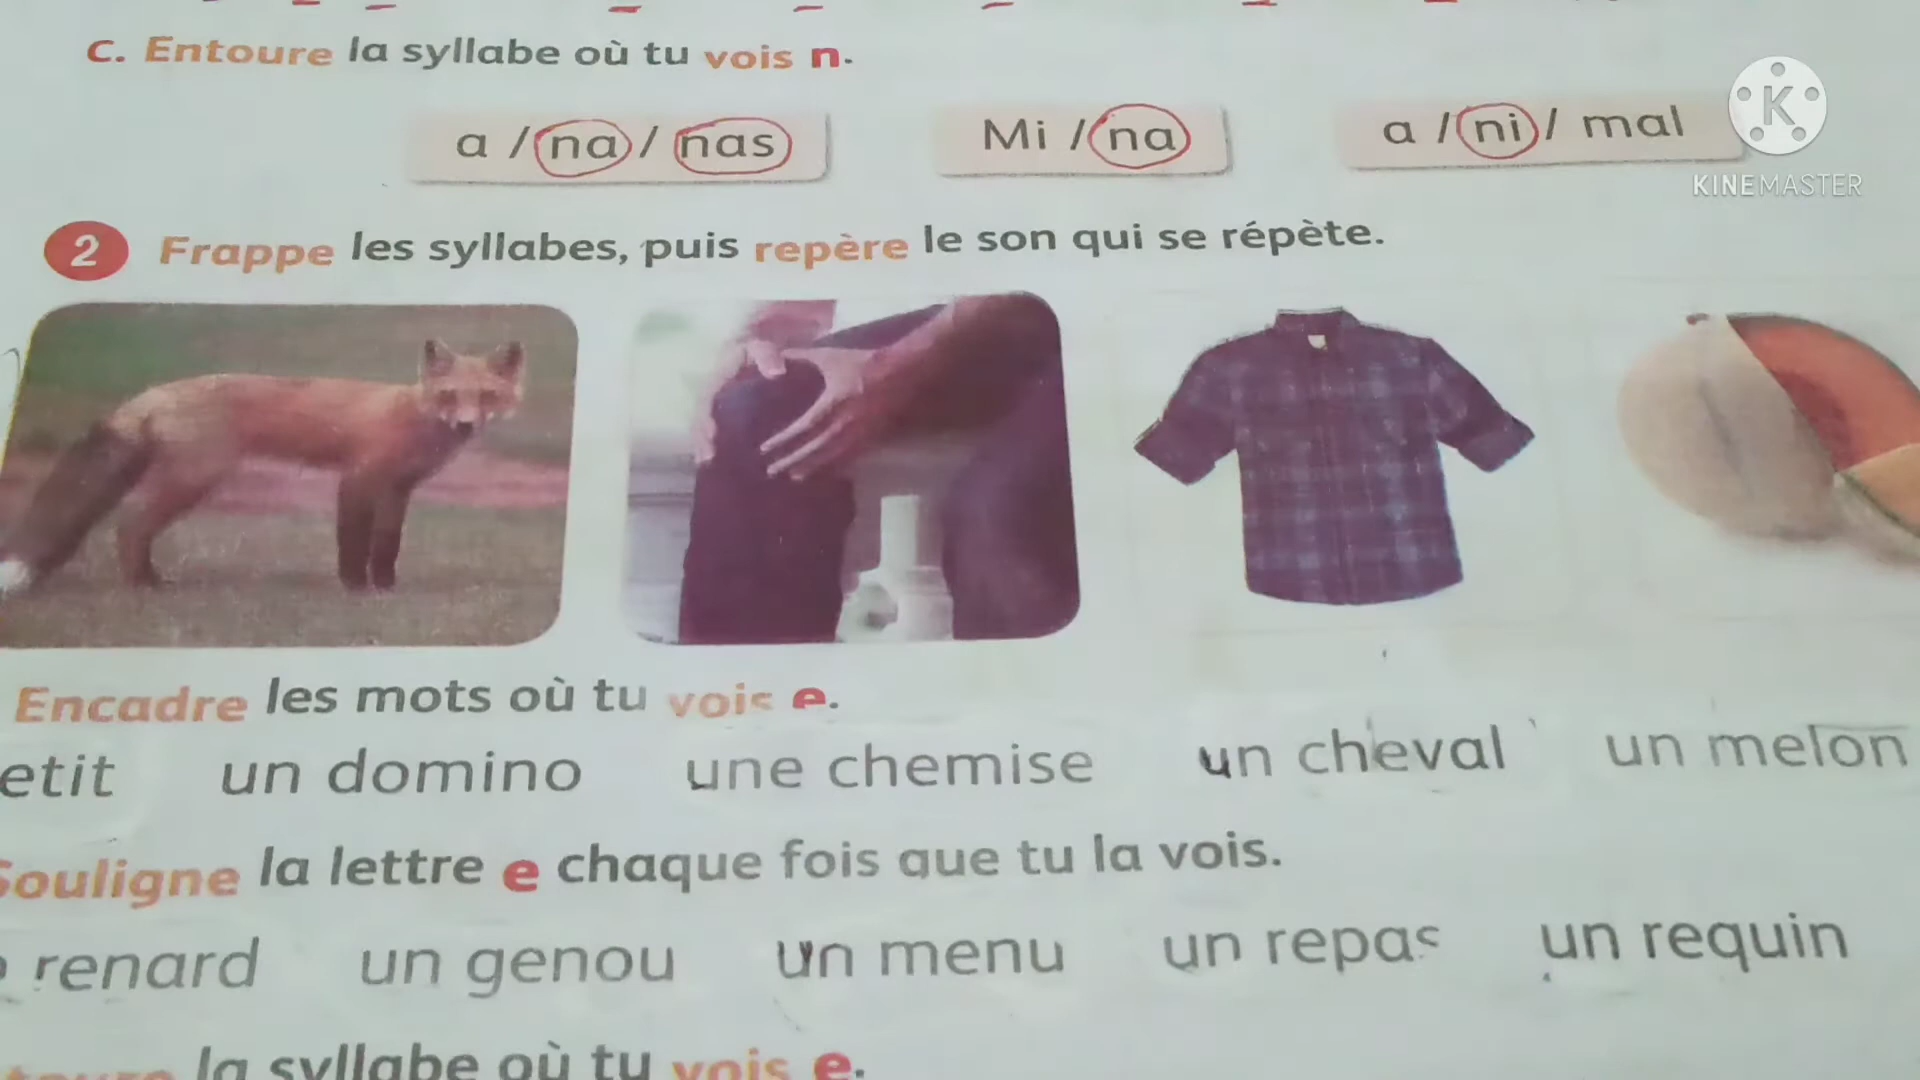 c. Entoure la syllabe où tu vois n.
a / na / nas Mi / na a / ni / mal
KINEMASTER
2 Frappe les syllabes, puis repère le son qui se répète.
Encadre les mots où tu vois e.
etit un domino une chemise un cheval un melon
Souligne la lettre e chaque fois que tu la vois.
renard un genou un menu un repas un requin
la syllabe où tu vois e.